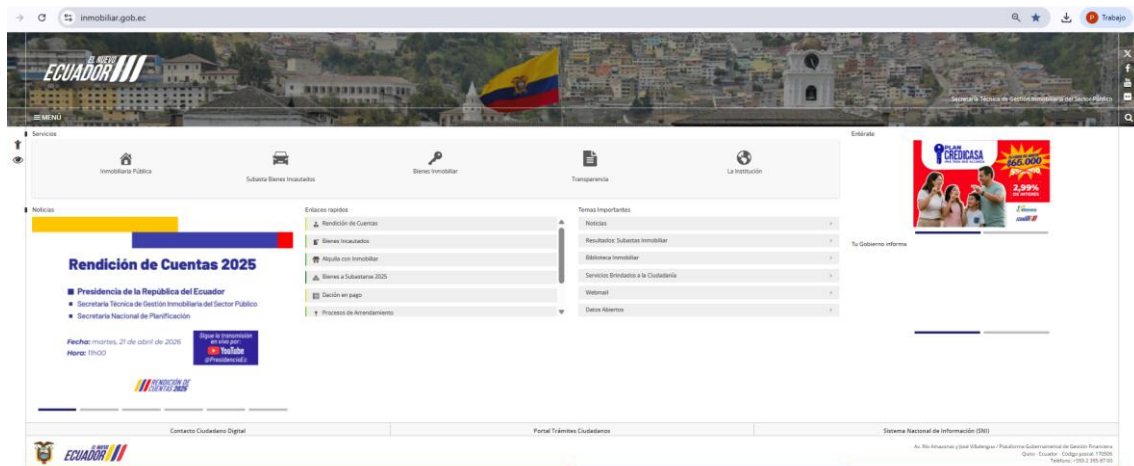 inmobiliar.gob.ec
Trabajo
EL NUEVO
ECUADOR
Secretaría Técnica de Gestión Inmobiliaria del Sector Público
MENÚ
Servicios
Inmobiliaria Pública
Subasta Bienes Incautados
Bienes Inmobiliar
Transparencia
La Institución
Entérate
PLAN
CREDICASA
$65.000
2,99%
DE INTERÉS
Noticias
Rendición de Cuentas 2025
Presidencia de la República del Ecuador
Secretaría Técnica de Gestión Inmobiliaria del Sector Público
Secretaría Nacional de Planificación
Fecha: martes, 21 de abril de 2026
Hora: 11h00
Sigue la transmisión
en vivo por:
YouTube
@PresidenciaEc
RENDICIÓN DE
CUENTAS 2025
Enlaces rapidos
Rendición de Cuentas
Bienes Incautados
Alquila con Inmobiliar
Bienes a Subastarse 2025
Dación en pago
Procesos de Arrendamiento
Temas Importantes
Noticias
Resultados: Subastas Inmobiliar
Biblioteca Inmobiliar
Servicios Brindados a la Ciudadanía
Webmail
Datos Abiertos
Tu Gobierno informa
Contacto Ciudadano Digital
Portal Trámites Ciudadanos
Sistema Nacional de Información (SNI)
EL NUEVO
ECUADOR
Av. Río Amazonas y José Villalengua / Plataforma Gubernamental de Gestión Financiera
Quito - Ecuador - Código postal: 170506